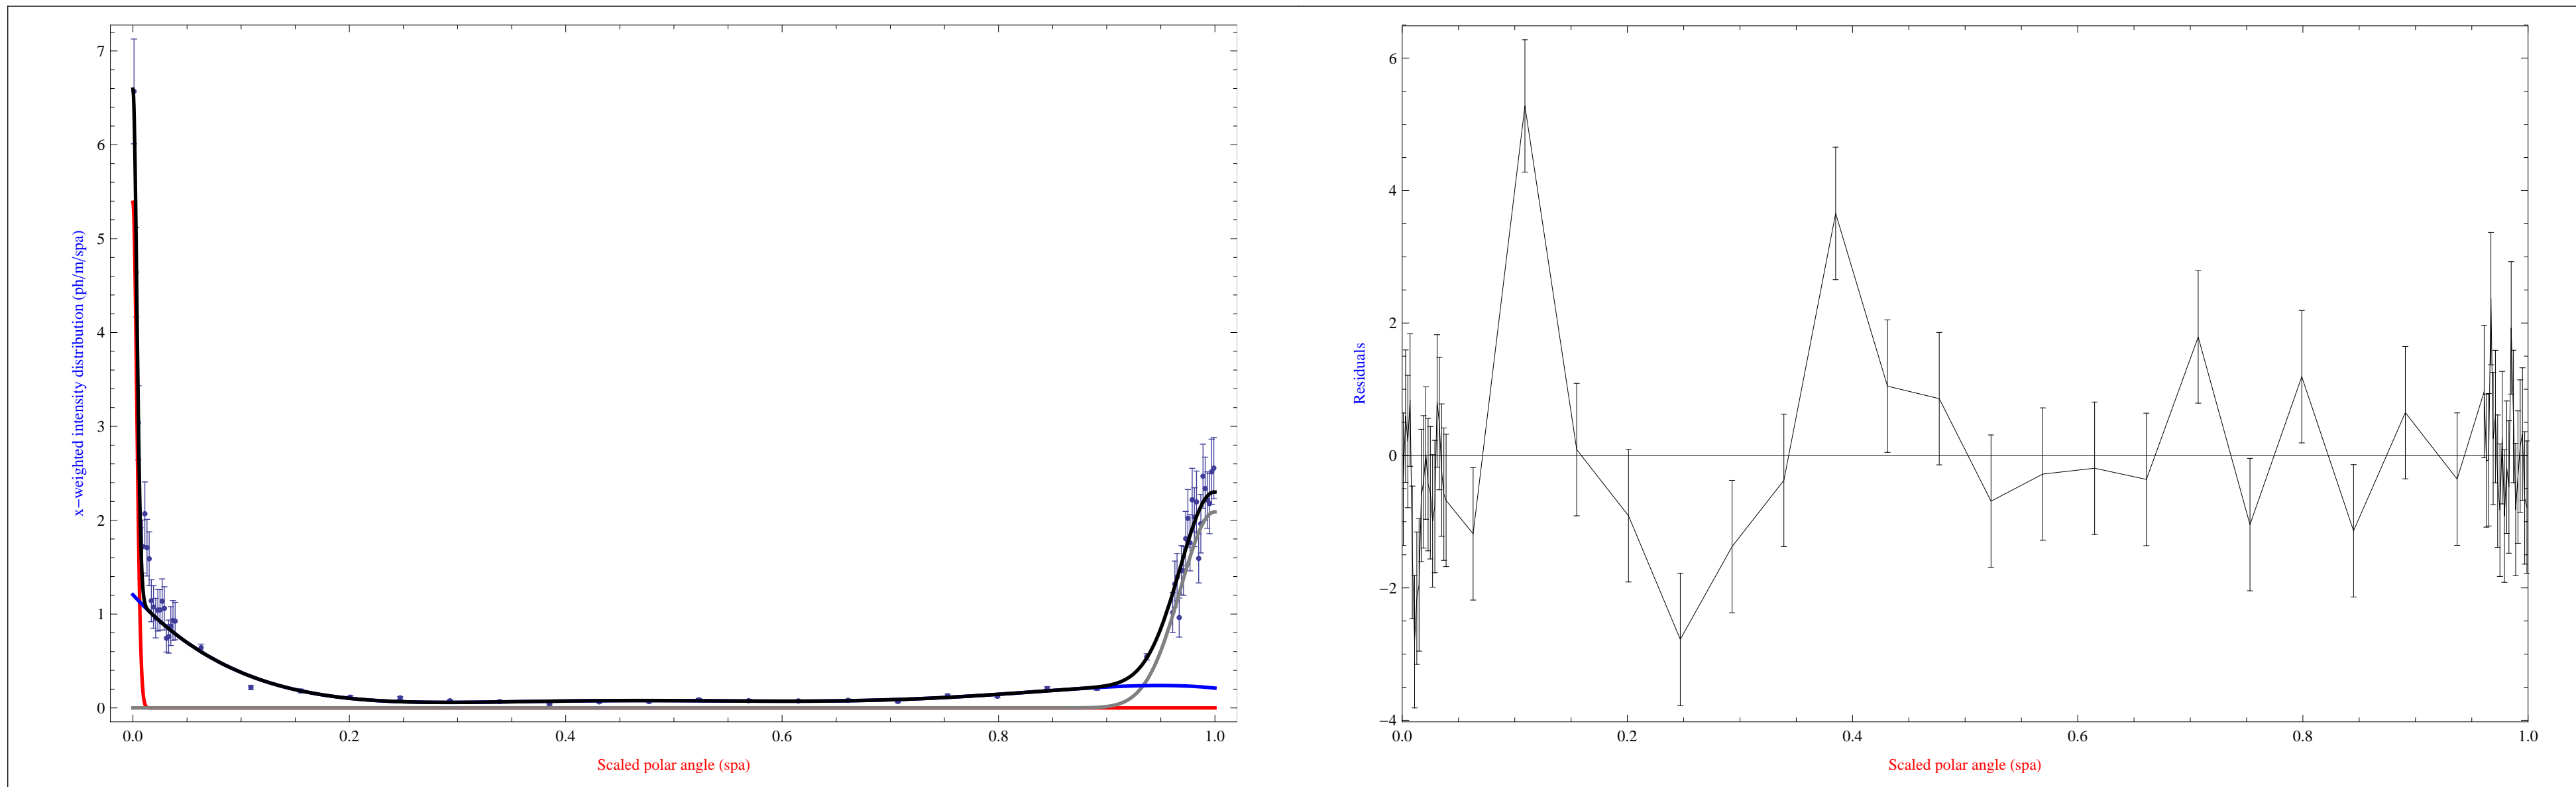 7
6
5
4
3
2
1
0
x−weighted intensity distribution (ph/m/spa)
0.0 0.2 0.4 0.6 0.8 1.0
Scaled polar angle (spa)
6
4
2
0
−2
−4
Residuals
0.0 0.2 0.4 0.6 0.8 1.0
Scaled polar angle (spa)